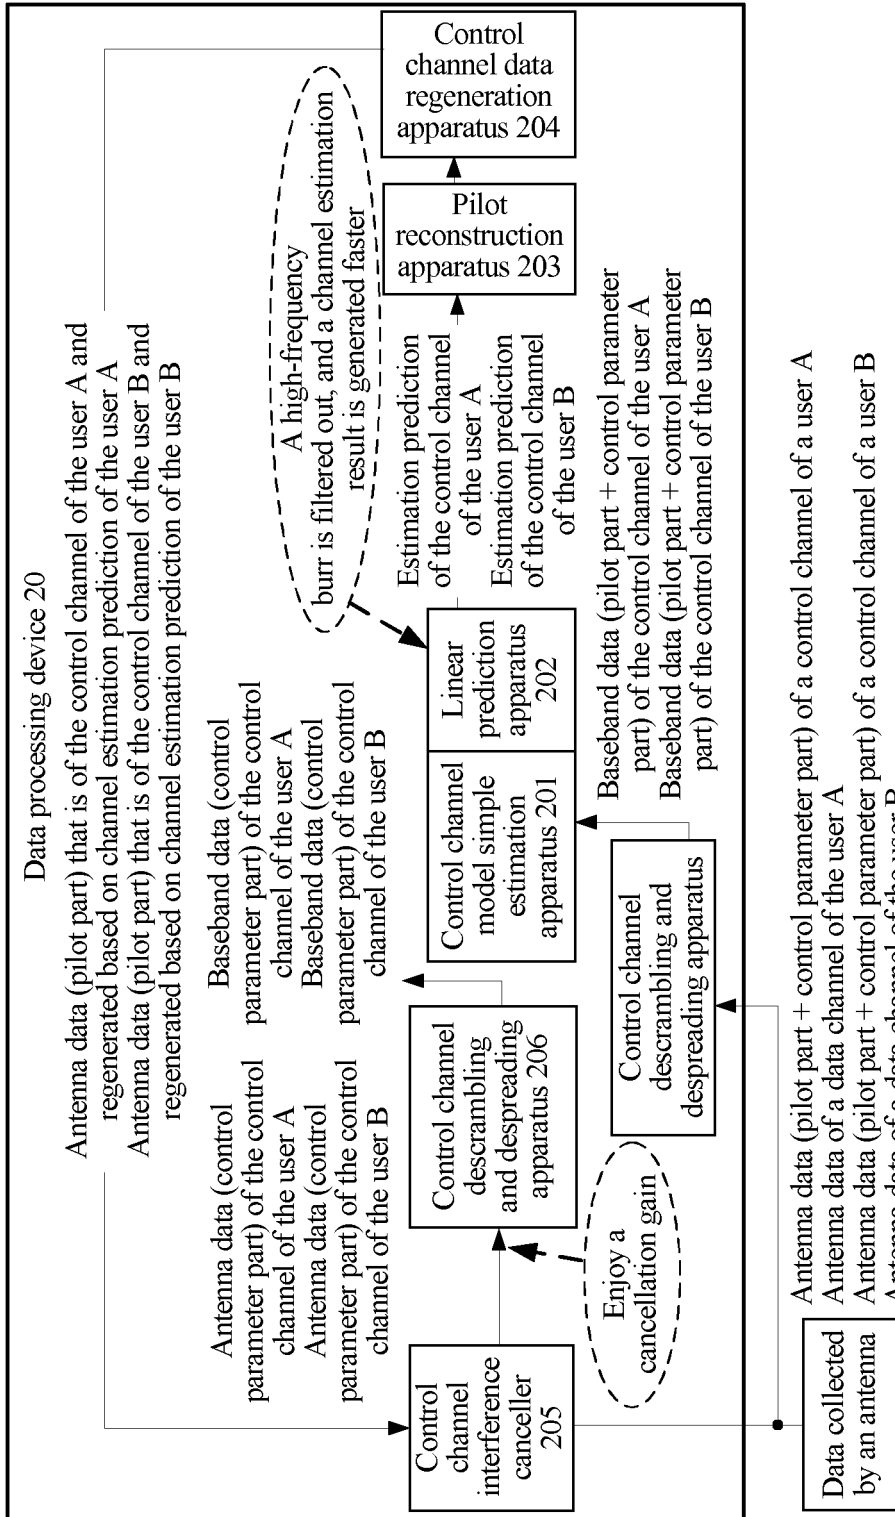 Data processing device 20
Antenna data (pilot part) that is of the control channel of the user A and
regenerated based on channel estimation prediction of the user A
Antenna data (pilot part) that is of the control channel of the user B and
regenerated based on channel estimation prediction of the user B
Antenna data (control
parameter part) of the control
channel of the user A
Antenna data (control
parameter part) of the control
channel of the user B
Baseband data (control
parameter part) of the control
channel of the user A
Baseband data (control
parameter part) of the control
channel of the user B
A high-frequency
burr is filtered out, and a channel estimation
result is generated faster
Control
channel
interference
canceller
205
Control channel
descrambling
and despreading
apparatus 206
Control channel
model simple
estimation
apparatus 201
Linear
prediction
apparatus
202
Estimation prediction
of the control channel
of the user A
Estimation prediction
of the control channel
of the user B
Pilot
reconstruction
apparatus 203
Control
channel data
regeneration
apparatus 204
Enjoy a
cancellation gain
Control channel
descrambling and
despreading apparatus
Baseband data (pilot part + control parameter
part) of the control channel of the user A
Baseband data (pilot part + control parameter
part) of the control channel of the user B
Data collected
by an antenna
Antenna data (pilot part + control parameter part) of a control channel of a user A
Antenna data of a data channel of the user A
Antenna data (pilot part + control parameter part) of a control channel of a user B
Antenna data of a data channel of the user B